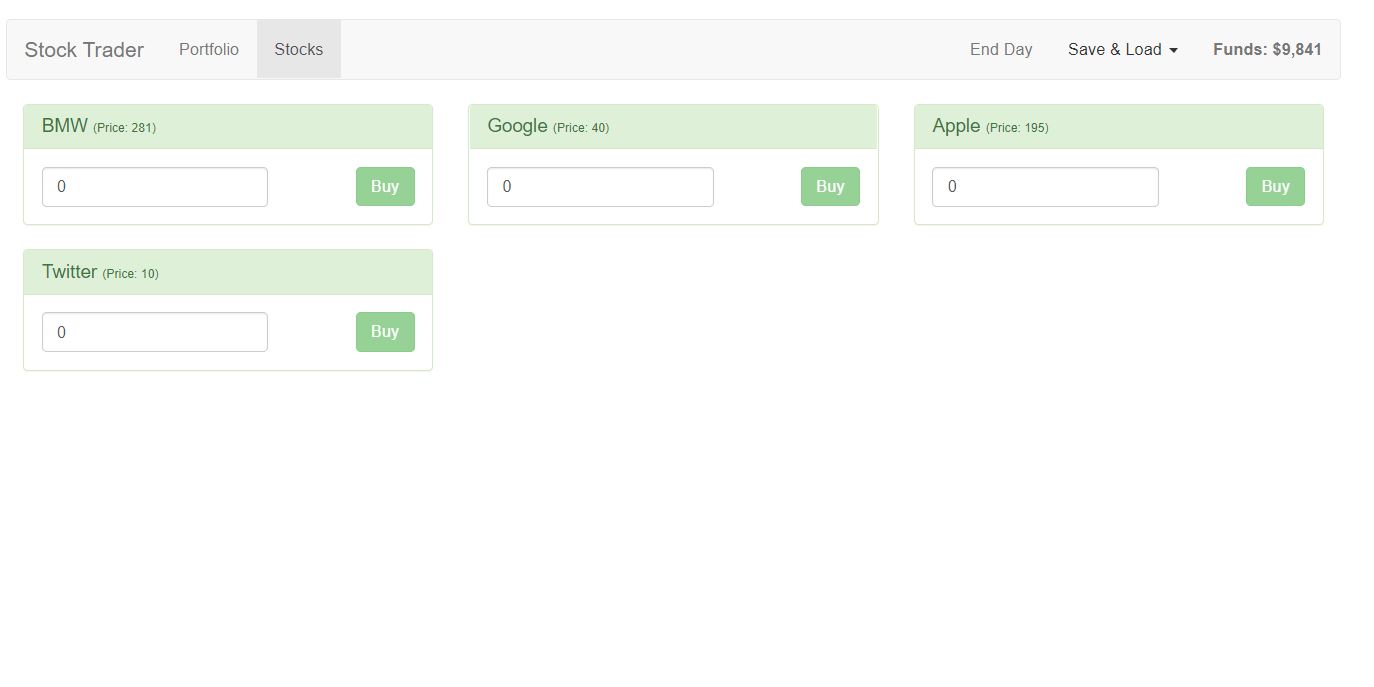 Stock Trader Portfolio Stocks End Day Save & Load Funds: $9,841
BMW (Price: 281) Google (Price: 40) Apple (Price: 195)
0 Buy 0 Buy 0 Buy
Twitter (Price: 10)
0 Buy